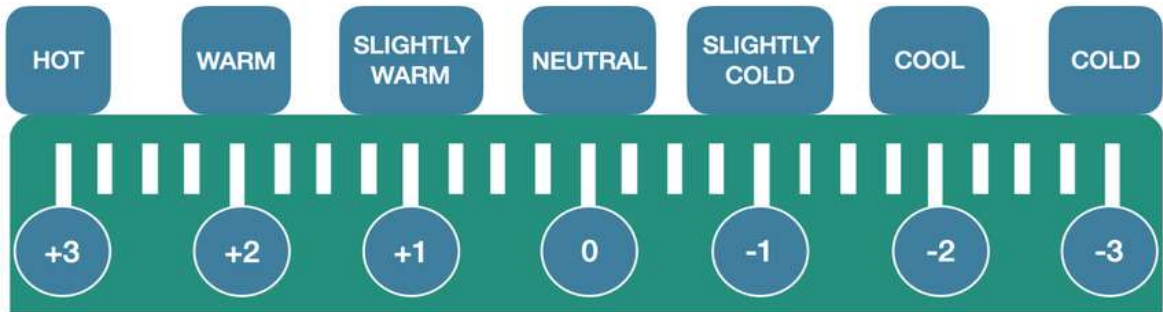 HOT
WARM
SLIGHTLY
WARM
NEUTRAL
SLIGHTLY
COLD
COOL
COLD
+3
+2
+1
0
-1
-2
-3